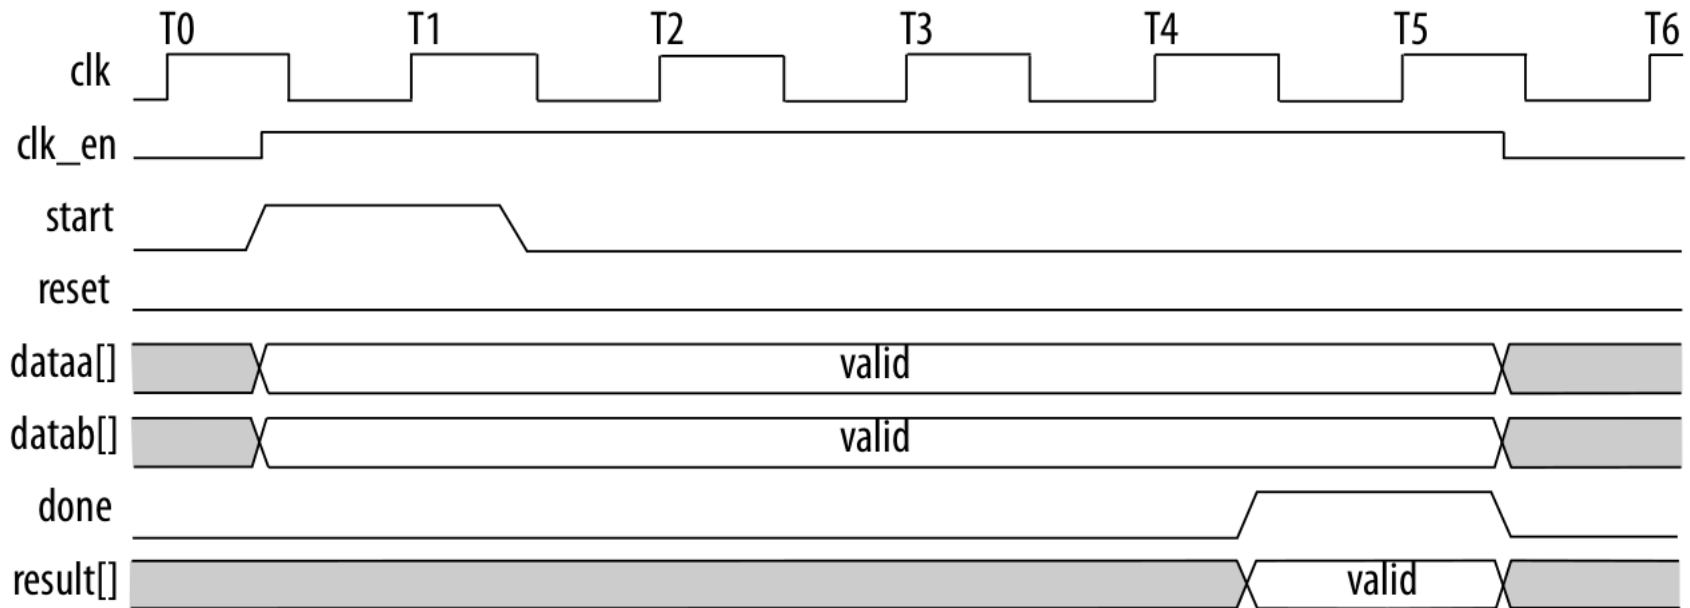 T0 T1 T2 T3 T4 T5 T6
clk
clk_en
start
reset
dataa[] valid
datab[] valid
done
result[] valid